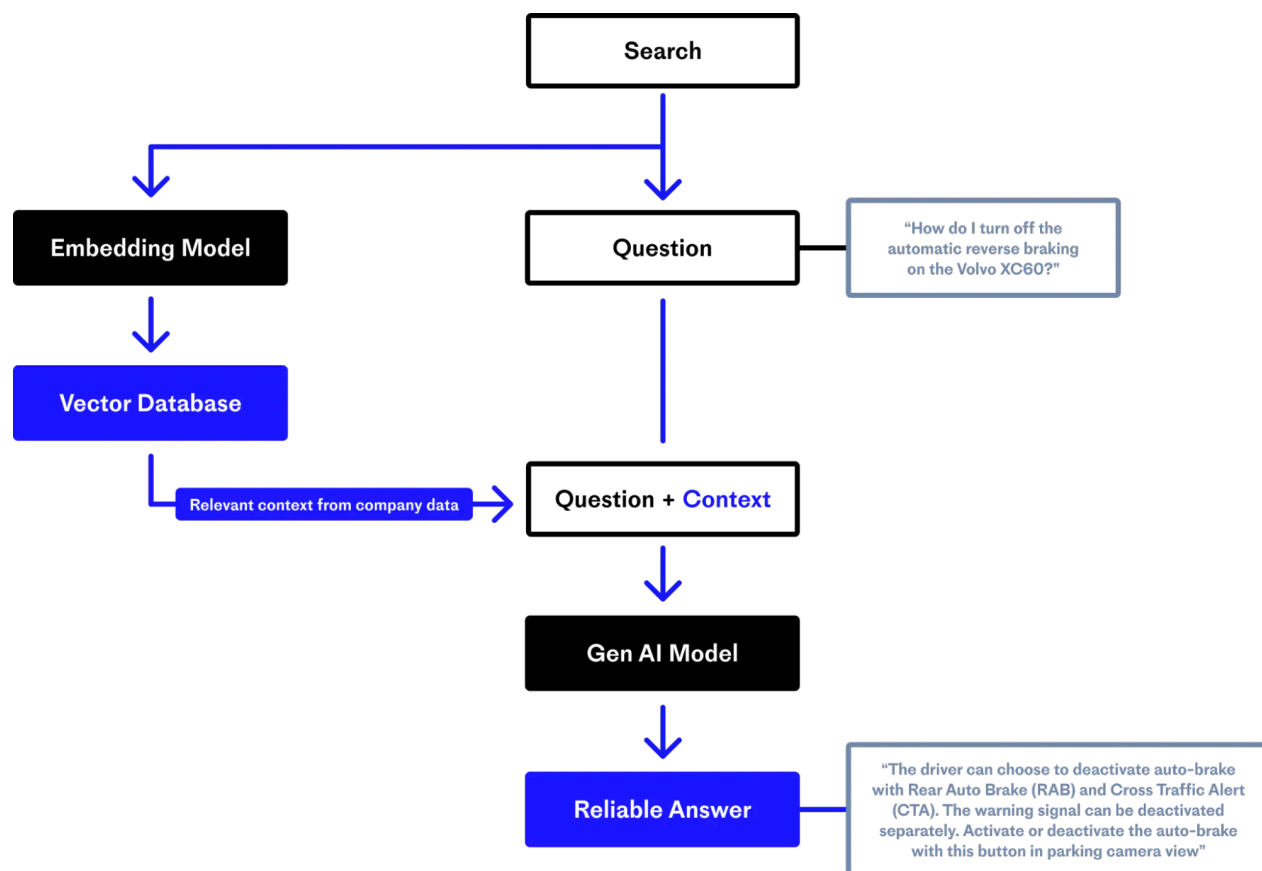 Search
Embedding Model
Question
“How do I turn off the
automatic reverse braking
on the Volvo XC60?”
Vector Database
Relevant context from company data
Question + Context
Gen AI Model
Reliable Answer
“The driver can choose to deactivate auto-brake
with Rear Auto Brake (RAB) and Cross Traffic Alert
(CTA). The warning signal can be deactivated
separately. Activate or deactivate the auto-brake
with this button in parking camera view”